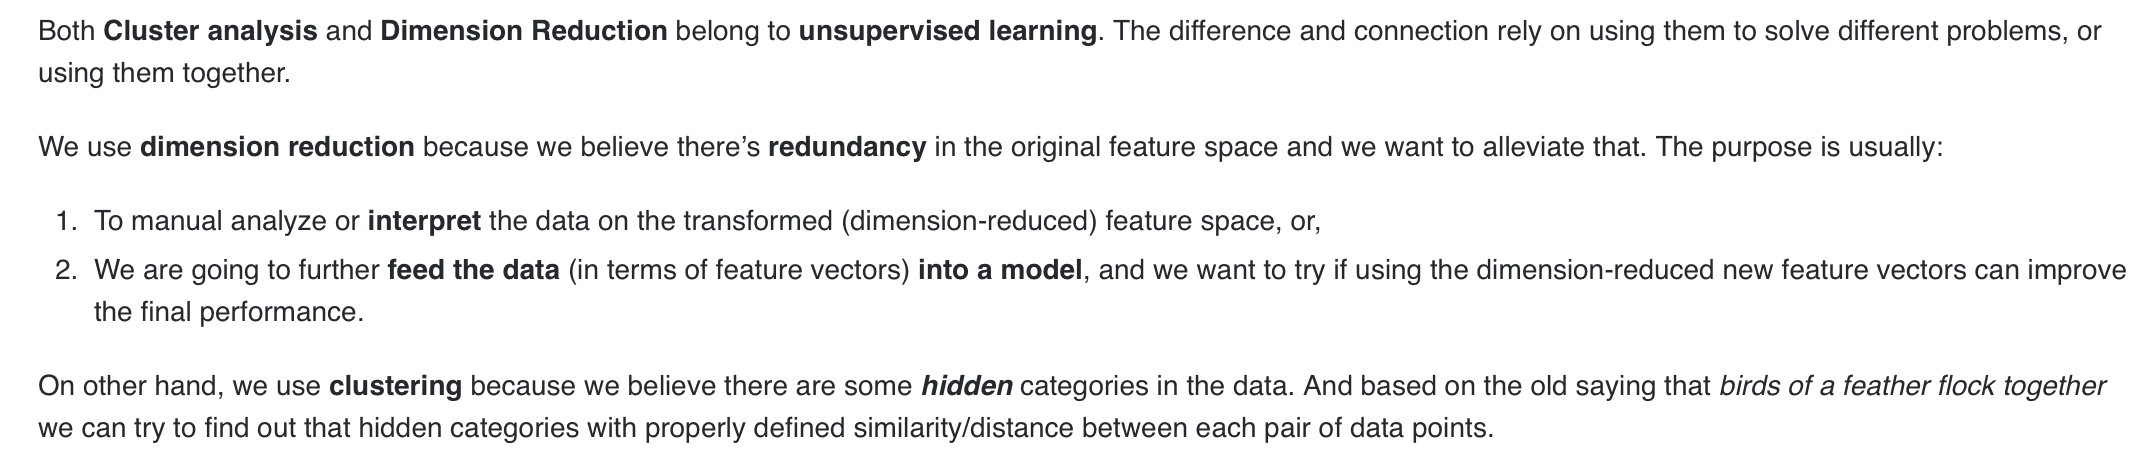 Both Cluster analysis and Dimension Reduction belong to unsupervised learning. The difference and connection rely on using them to solve different problems, or
using them together.
We use dimension reduction because we believe there’s redundancy in the original feature space and we want to alleviate that. The purpose is usually:
1. To manual analyze or interpret the data on the transformed (dimension-reduced) feature space, or,
2. We are going to further feed the data (in terms of feature vectors) into a model, and we want to try if using the dimension-reduced new feature vectors can improve
the final performance.
On other hand, we use clustering because we believe there are some hidden categories in the data. And based on the old saying that birds of a feather flock together
we can try to find out that hidden categories with properly defined similarity/distance between each pair of data points.